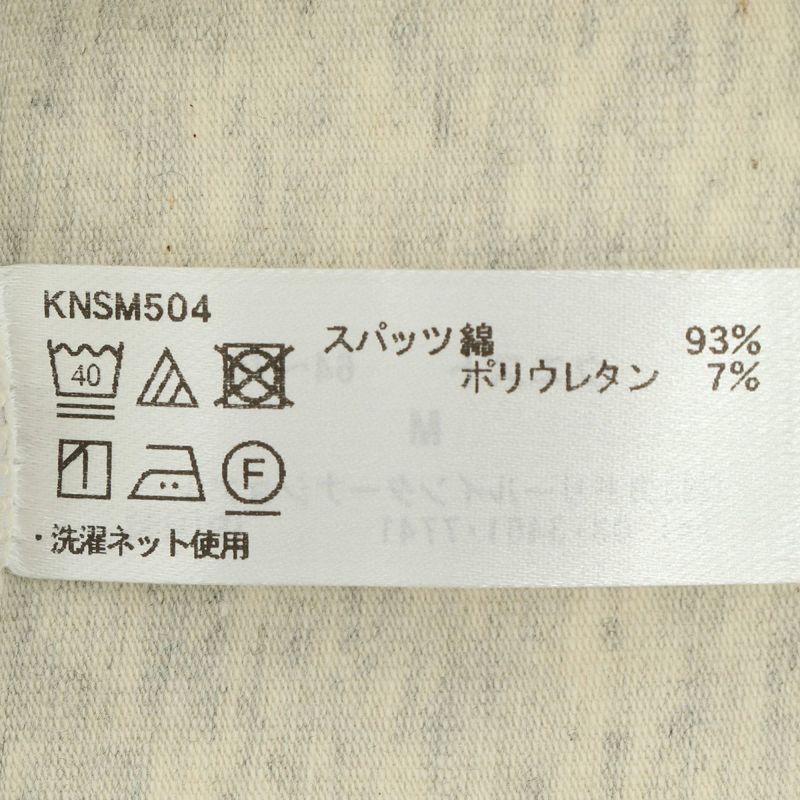 KNSM504
スパッツ 綿 93%
ポリウレタン 7%
40
F
・洗濯ネット使用
M